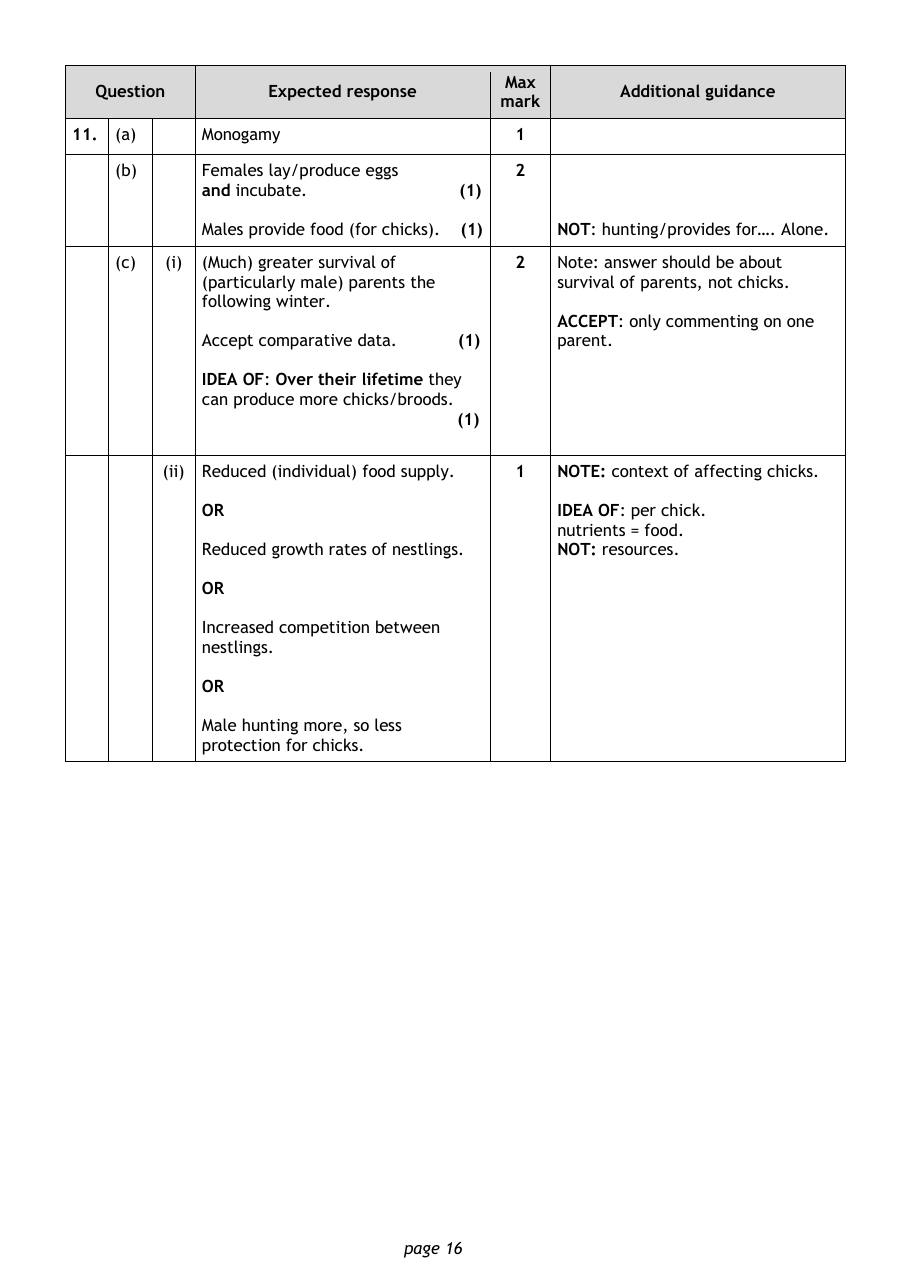 Question Expected response Max mark Additional guidance
11. (a) Monogamy 1
(b) Females lay/produce eggs 2
and incubate. (1)
Males provide food (for chicks). (1) NOT: hunting/provides for…. Alone.
(c) (i) (Much) greater survival of 2 Note: answer should be about
(particularly male) parents the survival of parents, not chicks.
following winter.
ACCEPT: only commenting on one
Accept comparative data. (1) parent.
IDEA OF: Over their lifetime they
can produce more chicks/broods.
(1)
(ii) Reduced (individual) food supply. 1 NOTE: context of affecting chicks.
OR IDEA OF: per chick.
nutrients = food.
Reduced growth rates of nestlings. NOT: resources.
OR
Increased competition between
nestlings.
OR
Male hunting more, so less
protection for chicks.
page 16